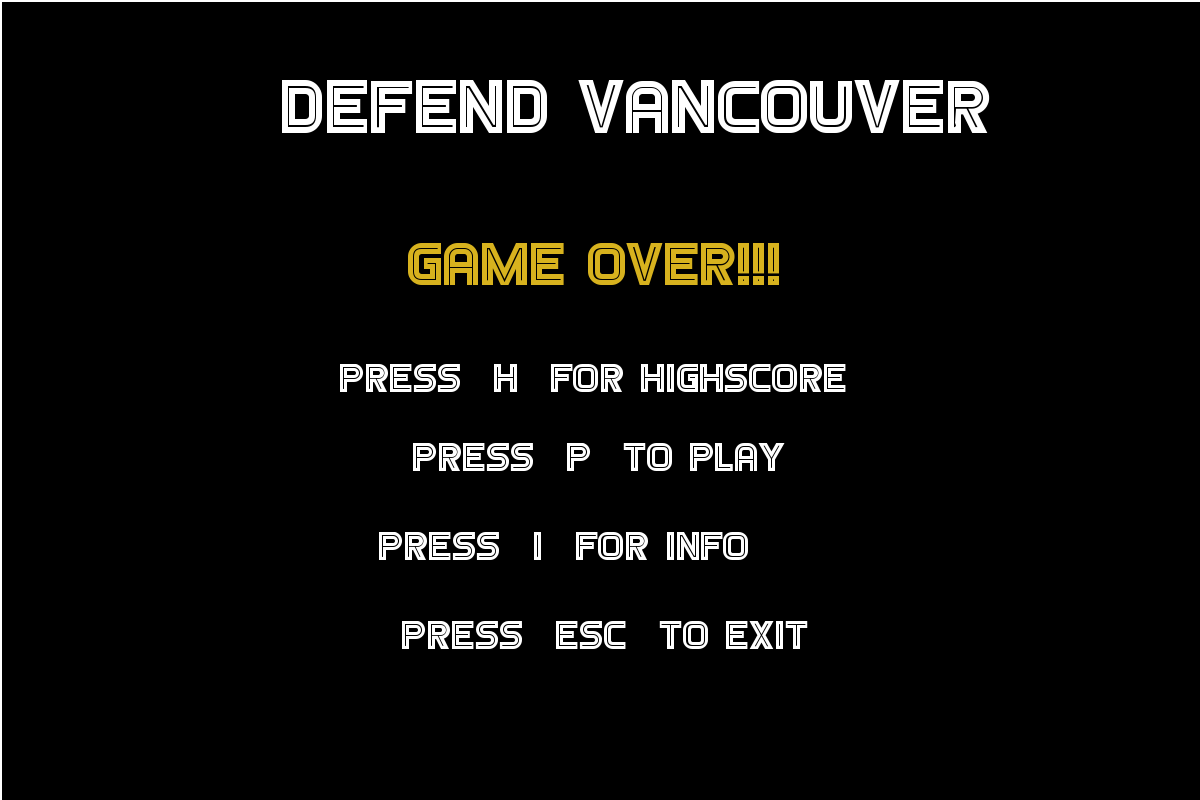 DEFEND VANCOUVER
GAME OVER!!!
PRESS H FOR HIGHSCORE
PRESS P TO PLAY
PRESS I FOR INFO
PRESS ESC TO EXIT